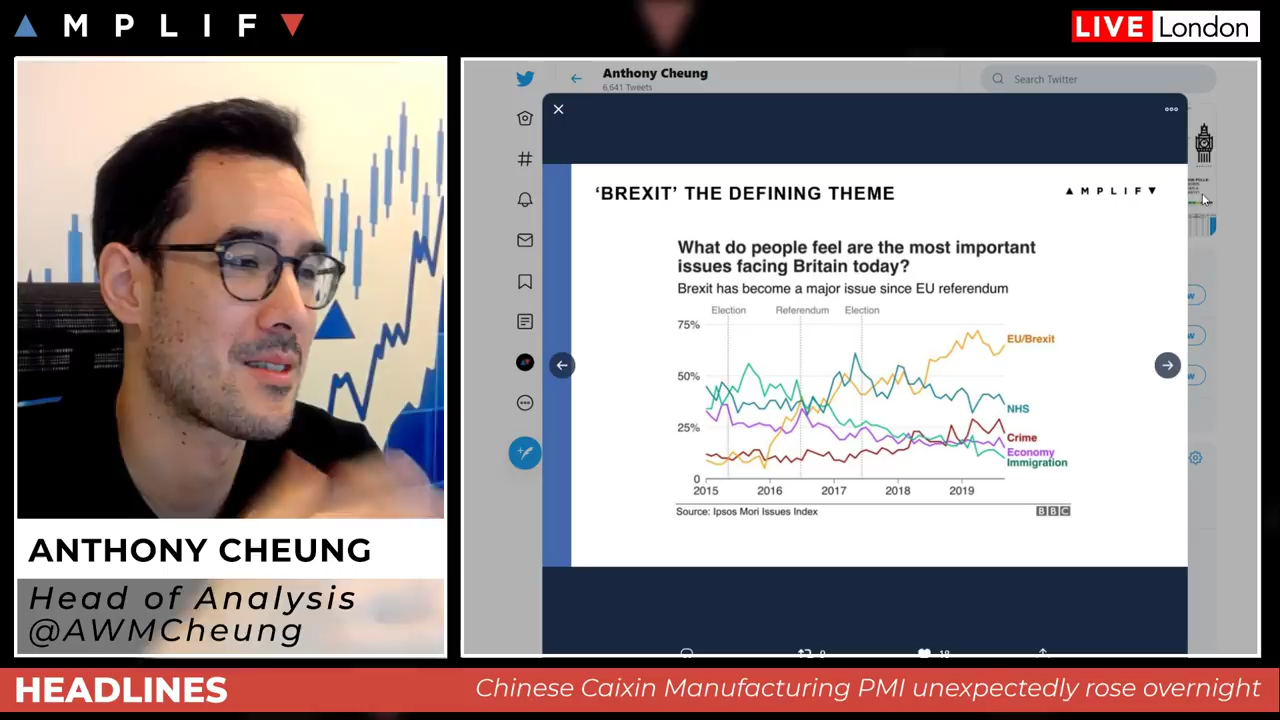 AMPLIFY
LIVE London
Anthony Cheung
6,641 Tweets
Search Twitter
‘BREXIT’ THE DEFINING THEME
AMPLIFY
What do people feel are the most important
issues facing Britain today?
Brexit has become a major issue since EU referendum
Election
Referendum
Election
75%
50%
25%
0
2015
2016
2017
2018
2019
EU/Brexit
NHS
Crime
Economy
Immigration
Source: Ipsos Mori Issues Index
BBC
ANTHONY CHEUNG
Head of Analysis
@AWMCheung
HEADLINES
Chinese Caixin Manufacturing PMI unexpectedly rose overnight